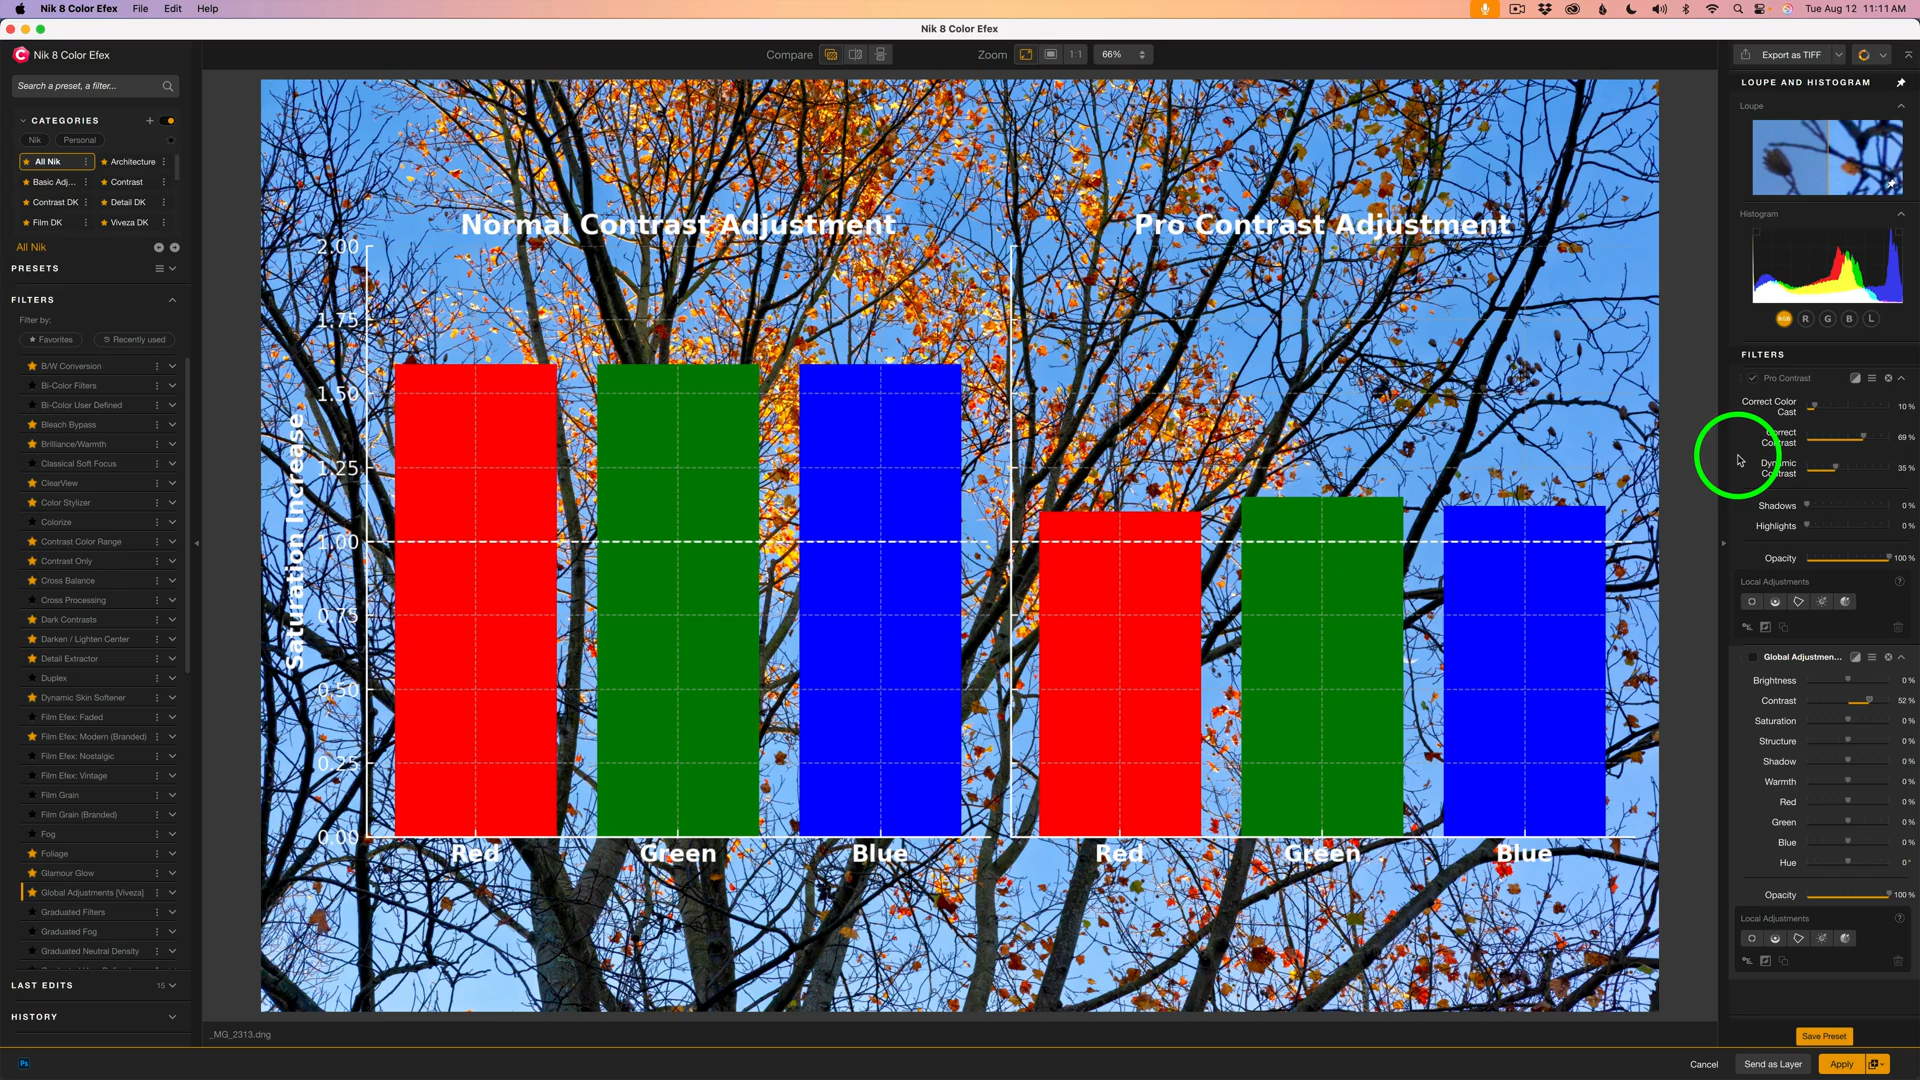 Nik 8 Color Efex File Edit Help
Tue Aug 12 11:11 AM
Nik 8 Color Efex
Nik 8 Color Efex
Compare
Zoom
1:1
66%
Export as TIFF
Search a preset, a filter...
CATEGORIES
Nik Personal
All Nik Architecture
Basic Adj... Contrast
Contrast DK Detail DK
Film DK Viveza DK
All Nik
PRESETS
FILTERS
Filter by:
Favorites Recently used
B/W Conversion
Bi-Color Filters
Bi-Color User Defined
Bleach Bypass
Brilliance/Warmth
Classical Soft Focus
ClearView
Color Stylizer
Colorize
Contrast Color Range
Contrast Only
Cross Balance
Cross Processing
Dark Contrasts
Darken / Lighten Center
Detail Extractor
Duplex
Dynamic Skin Softener
Film Efex: Faded
Film Efex: Modern (Branded)
Film Efex: Nostalgic
Film Efex: Vintage
Film Grain
Film Grain (Branded)
Fog
Foliage
Glamour Glow
Global Adjustments [Viveza]
Graduated Filters
Graduated Fog
Graduated Neutral Density
LAST EDITS 15
HISTORY
Ps
Normal Contrast Adjustment
Pro Contrast Adjustment
Saturation Increase
2.00
1.75
1.50
1.25
1.00
0.75
0.50
0.25
0.00
Red Green Blue
Red Green Blue
_MG_2313.dng
LOUPE AND HISTOGRAM
Loupe
Histogram
RGB R G B L
FILTERS
Pro Contrast
Correct Color Cast 10 %
Correct Contrast 69 %
Dynamic Contrast 35 %
Shadows 0 %
Highlights 0 %
Opacity 100 %
Local Adjustments ?
Global Adjustmen...
Brightness 0 %
Contrast 52 %
Saturation 0 %
Structure 0 %
Shadow 0 %
Warmth 0 %
Red 0 %
Green 0 %
Blue 0 %
Hue 0 °
Opacity 100 %
Local Adjustments ?
Save Preset
Cancel
Send as Layer
Apply